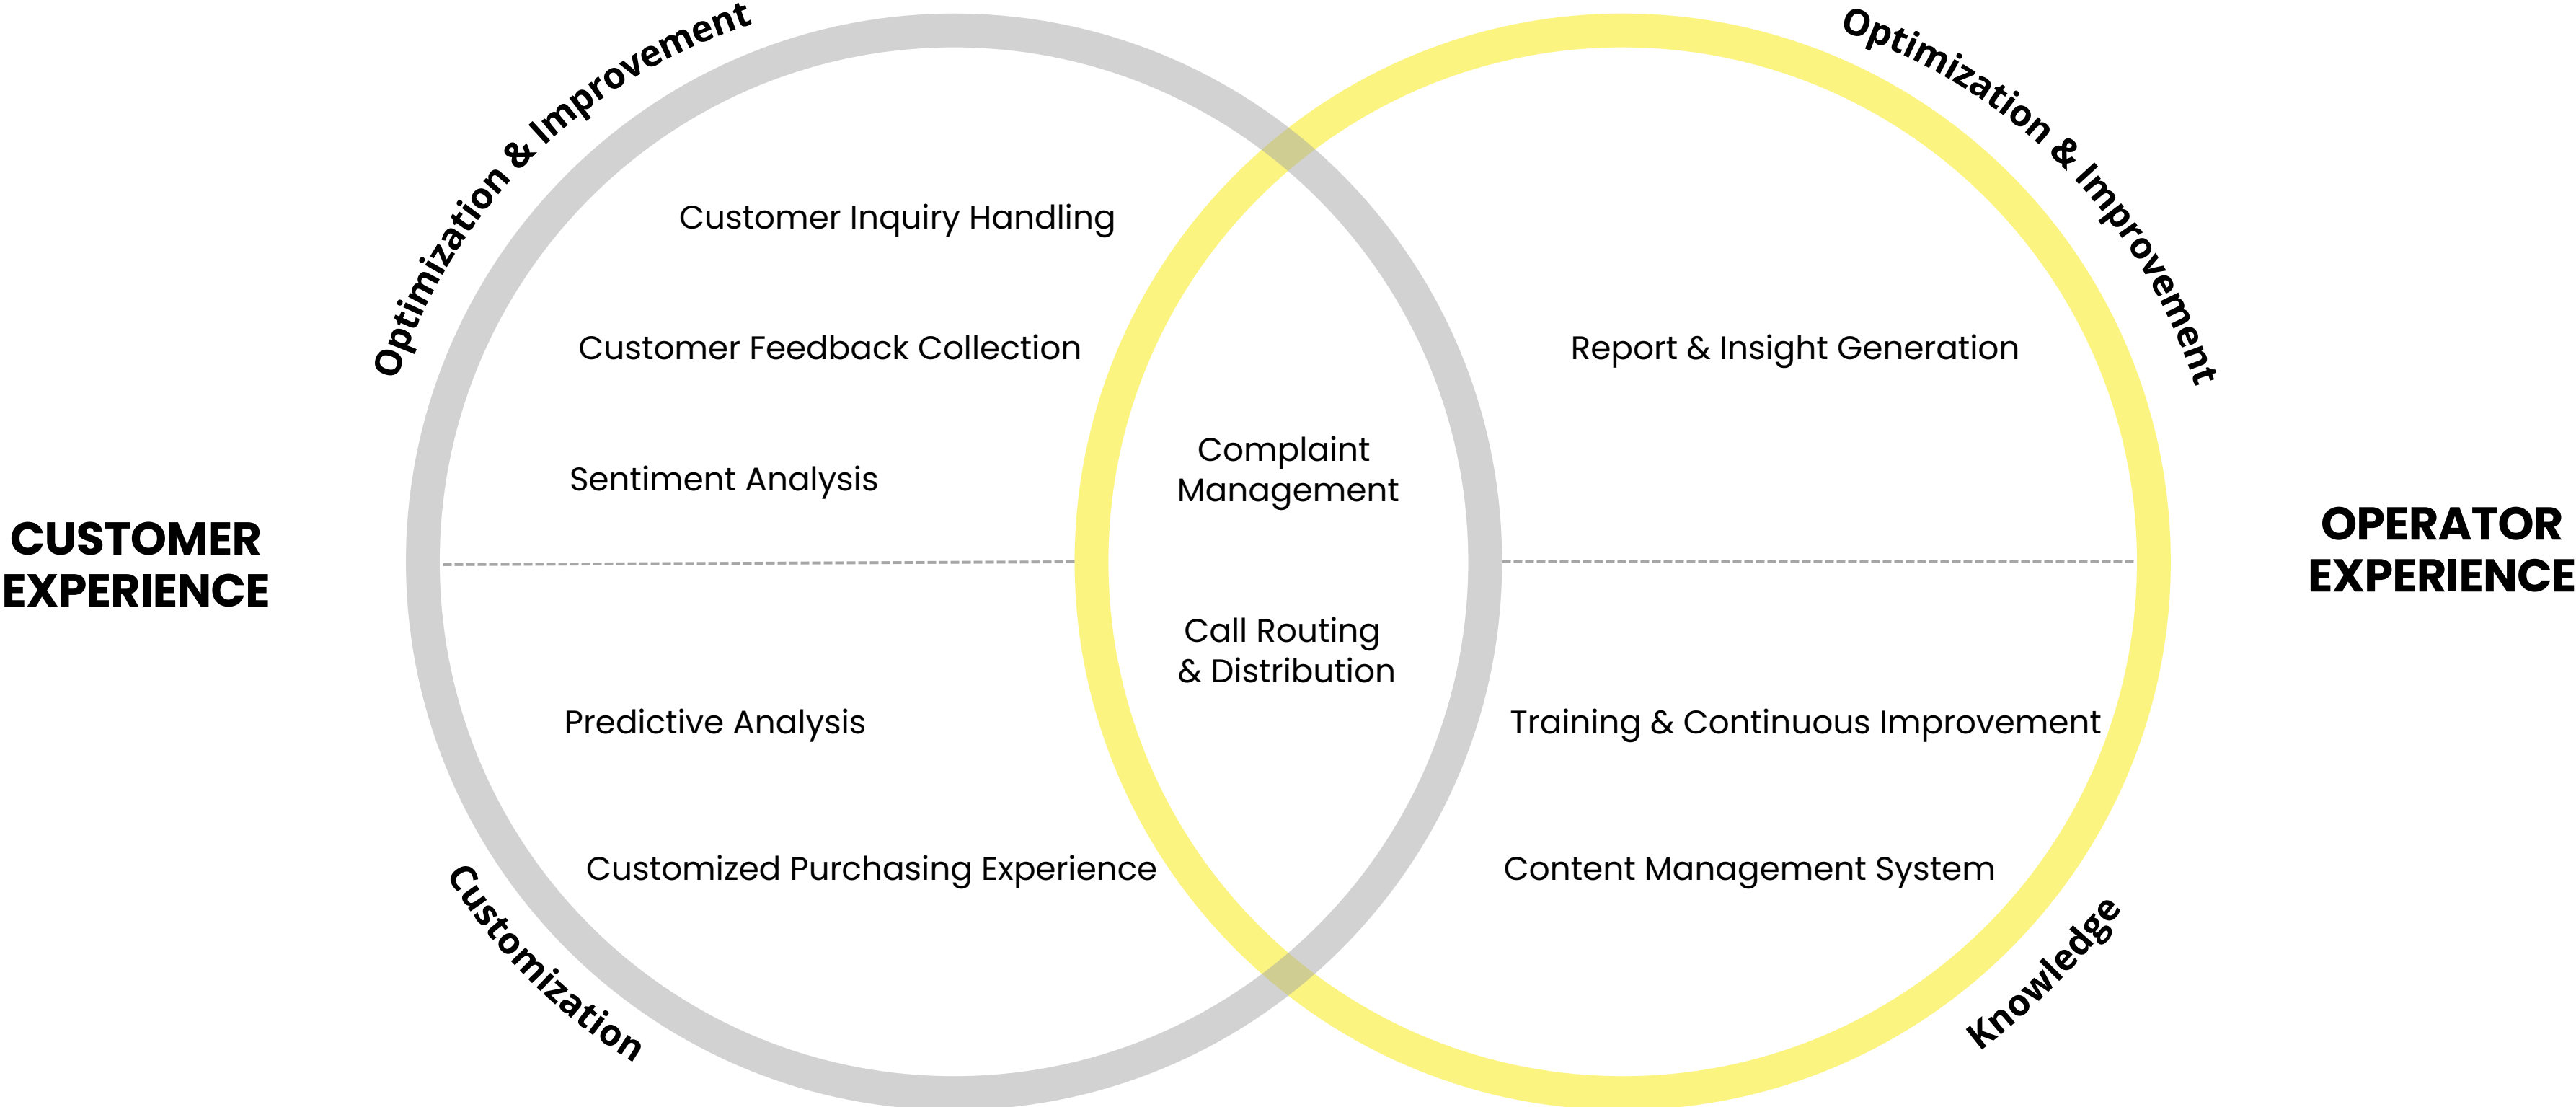 Optimization & Improvement
Optimization & Improvement
Customer Inquiry Handling
Customer Feedback Collection
Report & Insight Generation
Sentiment Analysis
Complaint
Management
CUSTOMER
EXPERIENCE
OPERATOR
EXPERIENCE
Call Routing
& Distribution
Predictive Analysis
Training & Continuous Improvement
Customized Purchasing Experience
Content Management System
Customization
Knowledge